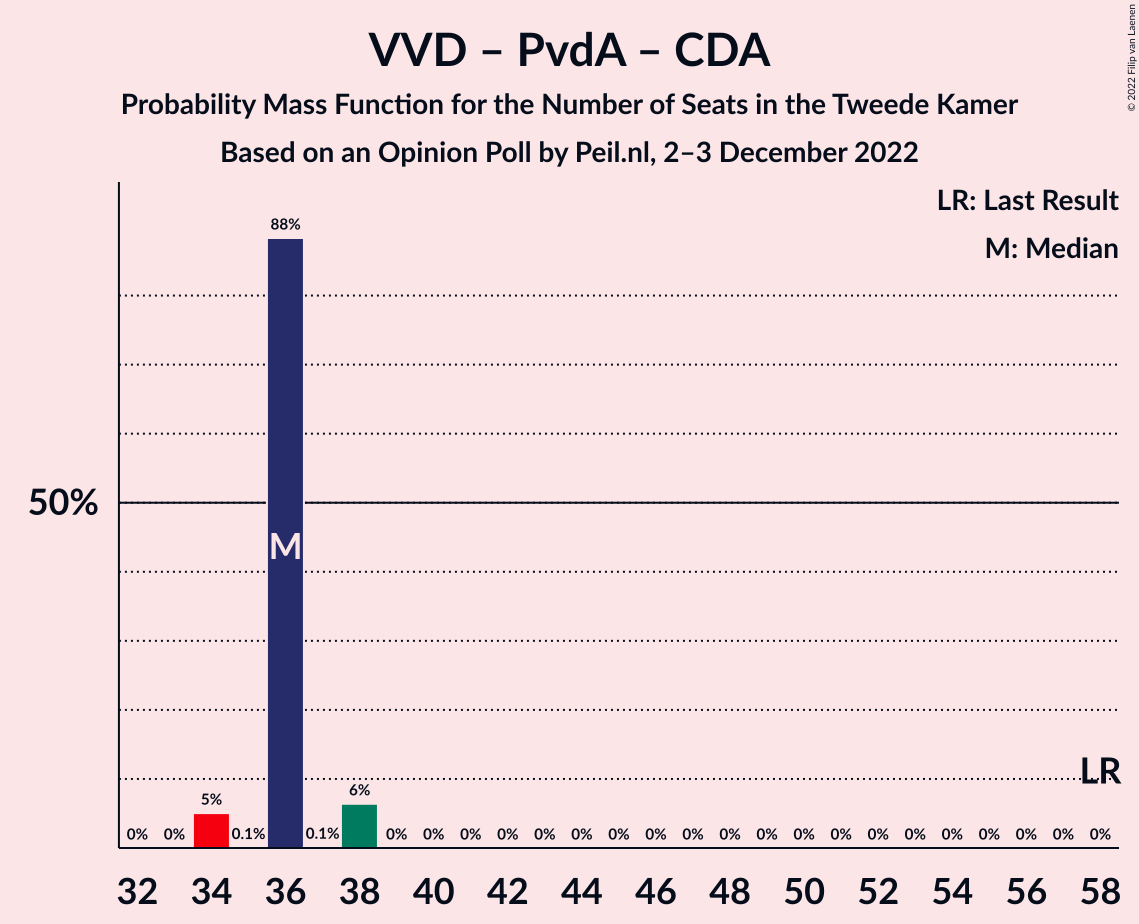 VVD – PvdA – CDA
Probability Mass Function for the Number of Seats in the Tweede Kamer
Based on an Opinion Poll by Peil.nl, 2–3 December 2022
© 2022 Filip van Laenen
LR: Last Result
M: Median
88%
50%
M
LR
6%
5%
0% 0% 0.1% 0.1% 0% 0% 0% 0% 0% 0% 0% 0% 0% 0% 0% 0% 0% 0% 0% 0% 0% 0% 0% 0%
32 34 36 38 40 42 44 46 48 50 52 54 56 58